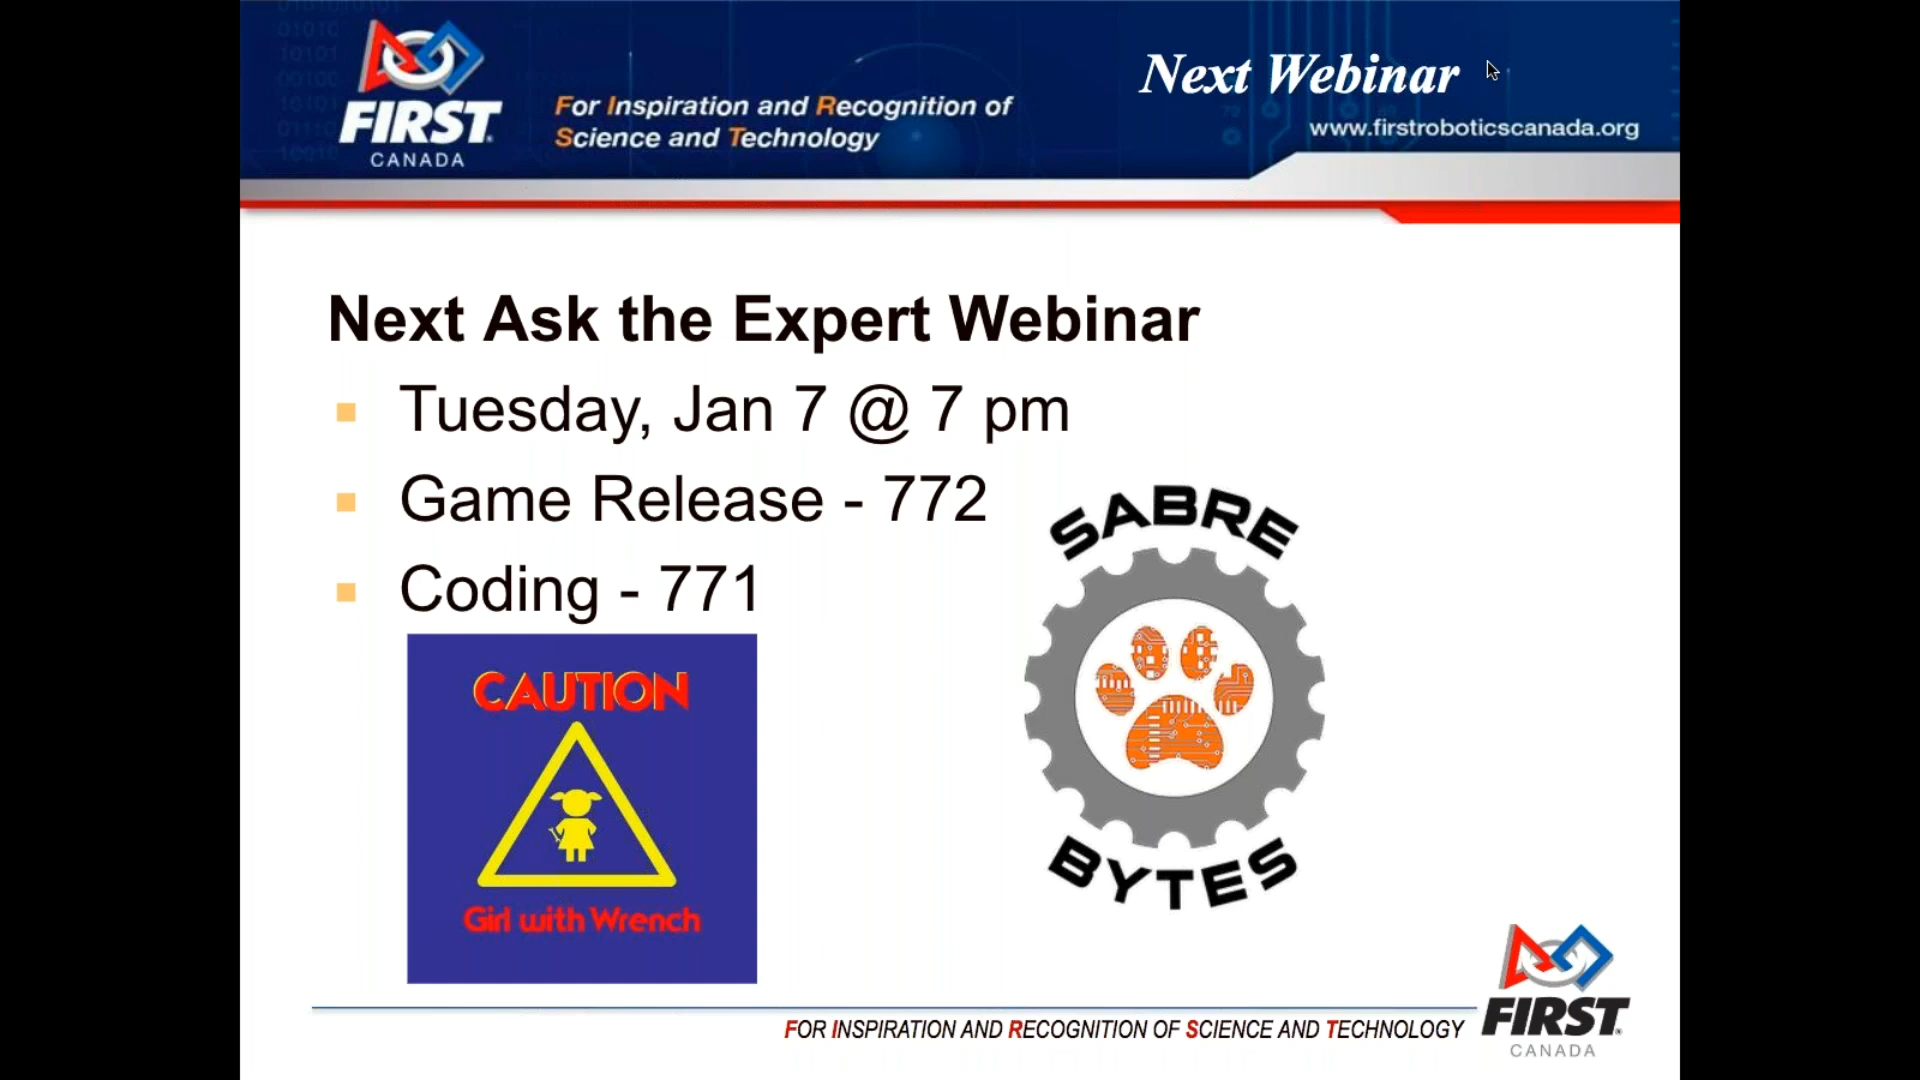 FIRST
CANADA
For Inspiration and Recognition of
Science and Technology
Next Webinar
www.firstroboticscanada.org
Next Ask the Expert Webinar
Tuesday, Jan 7 @ 7 pm
Game Release - 772
Coding - 771
CAUTION
Girl with Wrench
SABRE
BYTES
FOR INSPIRATION AND RECOGNITION OF SCIENCE AND TECHNOLOGY
FIRST
CANADA